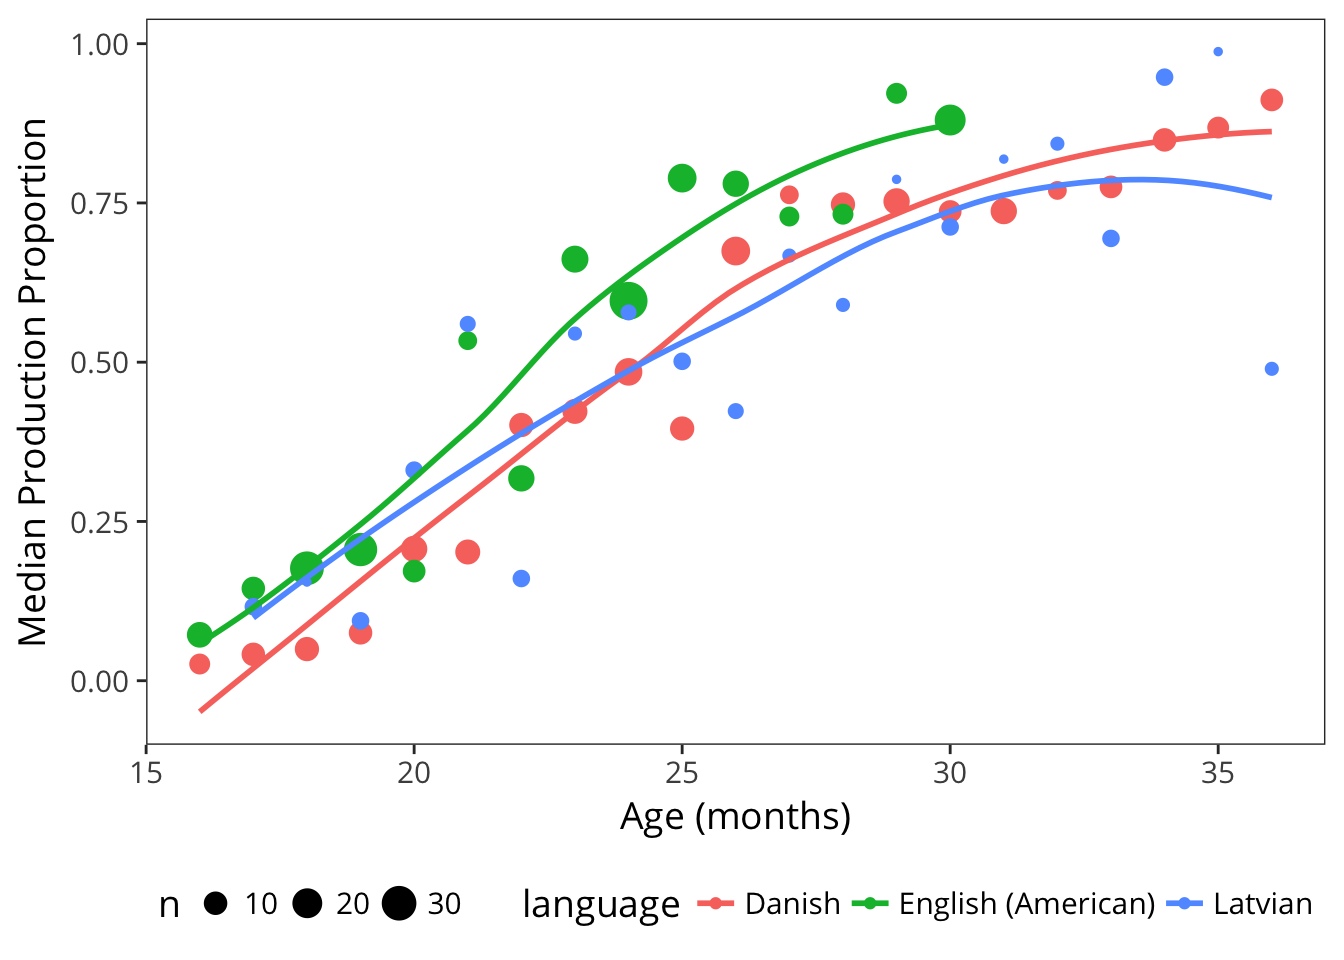 Median Production Proportion
1.00
0.75
0.50
0.25
0.00
15 20 25 30 35
Age (months)
n 10 20 30 language Danish English (American) Latvian